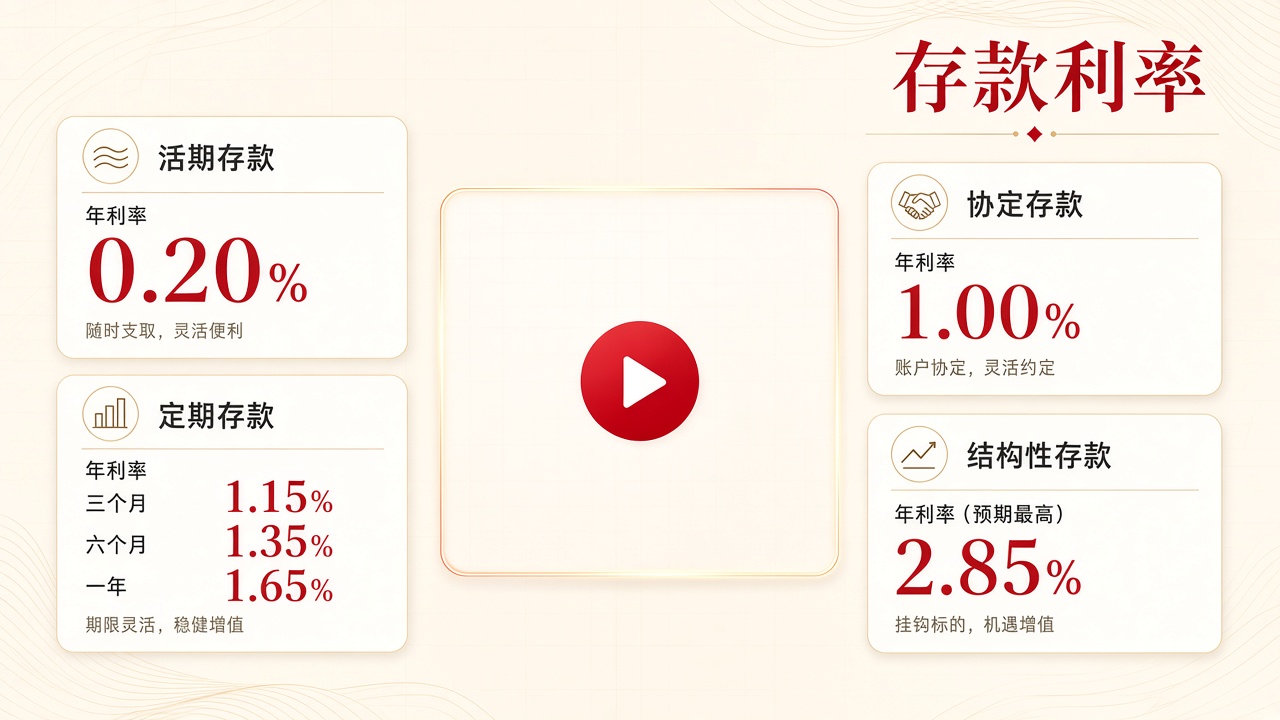 存款利率
活期存款
年利率
0.20%
随时支取，灵活便利
定期存款
年利率
三个月 1.15%
六个月 1.35%
一年 1.65%
期限灵活，稳健增值
协定存款
年利率
1.00%
账户协定，灵活约定
结构性存款
年利率（预期最高）
2.85%
挂钩标的，机遇增值